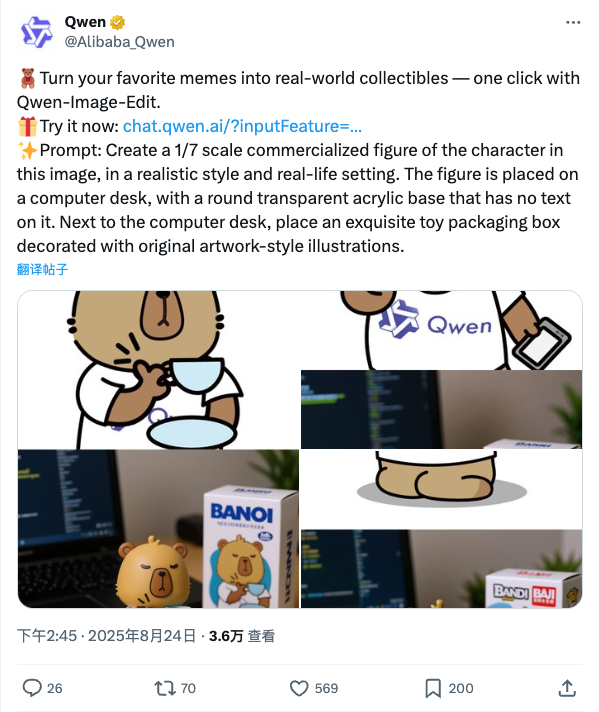 Qwen
@Alibaba_Qwen
🧸Turn your favorite memes into real-world collectibles — one click with
Qwen-Image-Edit.
🎁Try it now: chat.qwen.ai/?inputFeature=...
✨Prompt: Create a 1/7 scale commercialized figure of the character in
this image, in a realistic style and real-life setting. The figure is placed on
a computer desk, with a round transparent acrylic base that has no text
on it. Next to the computer desk, place an exquisite toy packaging box
decorated with original artwork-style illustrations.
翻译帖子
Qwen
BANOI
BANDI
BAJI
下午2:45 · 2025年8月24日 · 3.6万 查看
26
70
569
200